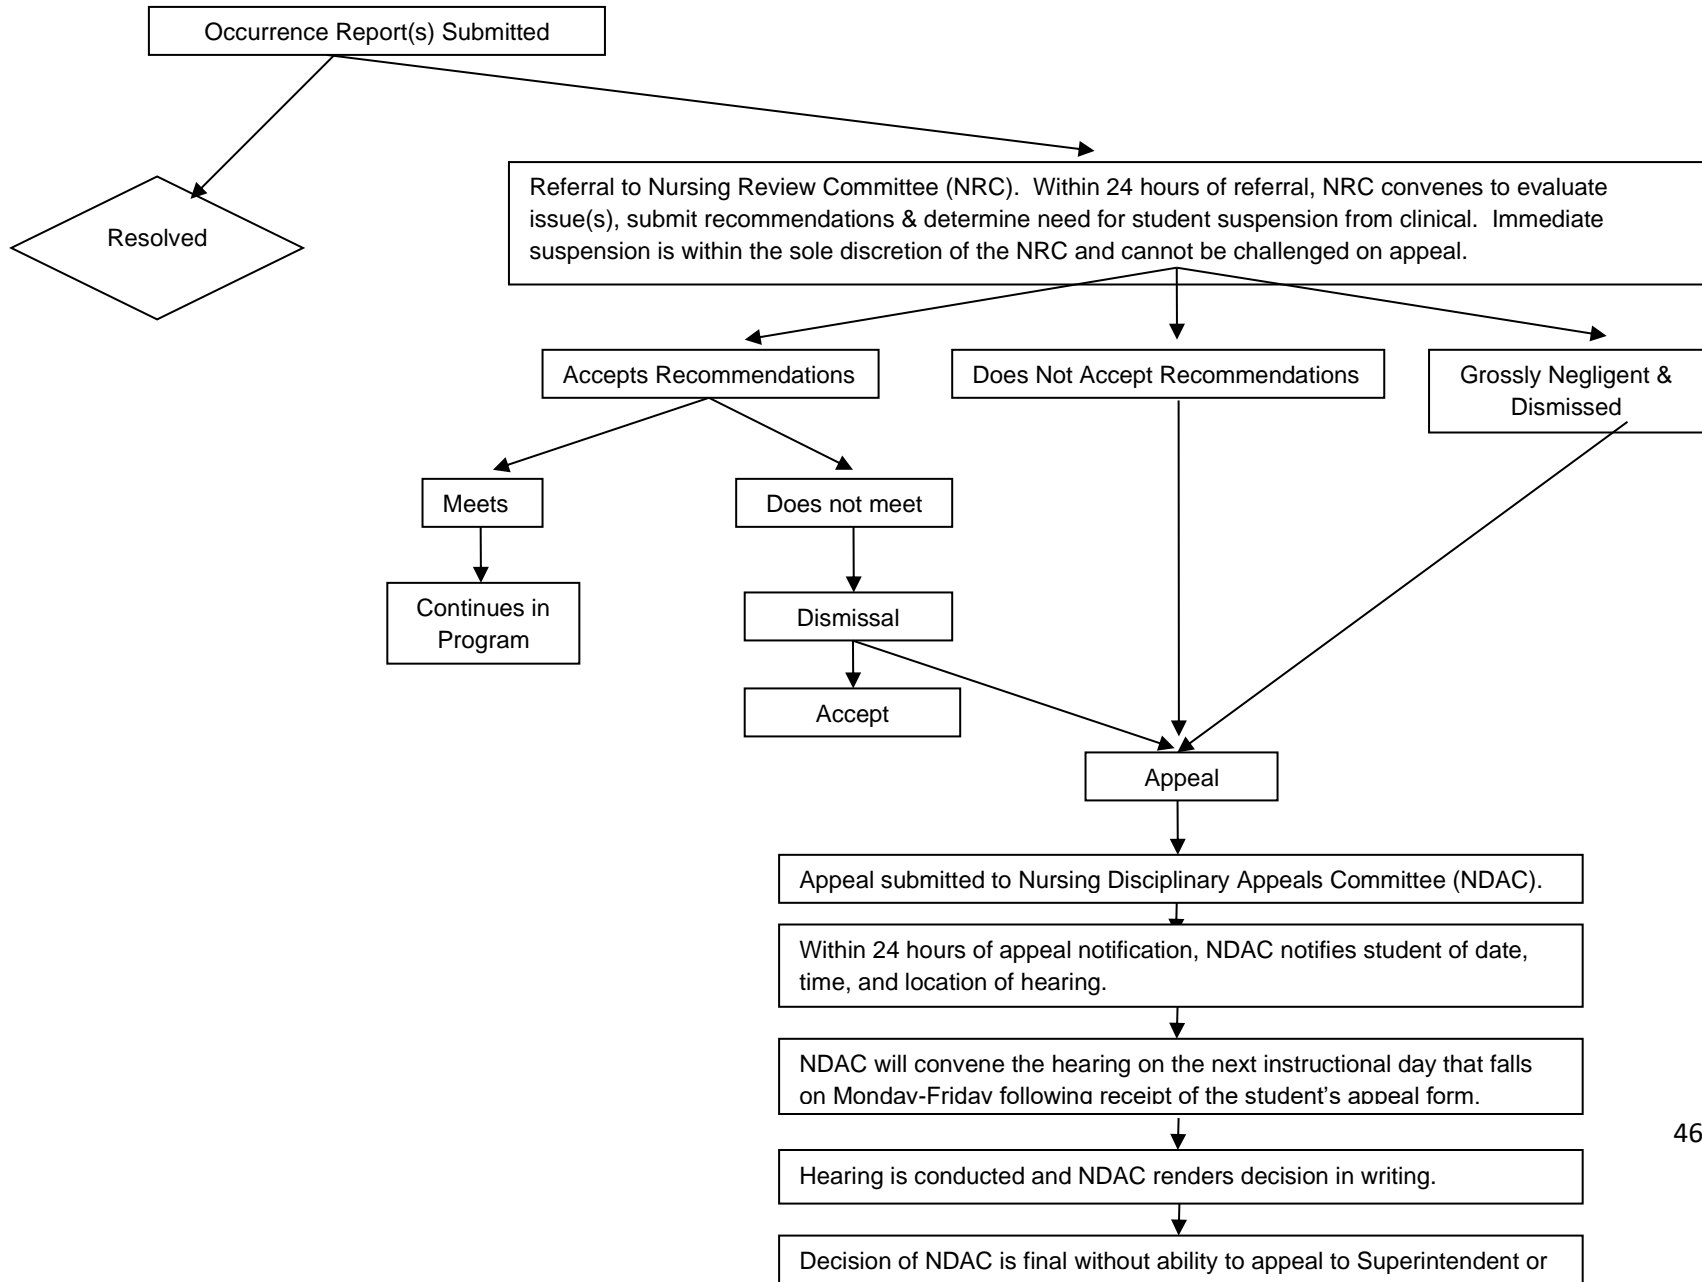 Occurrence Report(s) Submitted
Resolved
Referral to Nursing Review Committee (NRC).  Within 24 hours of referral, NRC convenes to evaluate
issue(s), submit recommendations & determine need for student suspension from clinical.  Immediate
suspension is within the sole discretion of the NRC and cannot be challenged on appeal.
Accepts Recommendations
Does Not Accept Recommendations
Grossly Negligent &
Dismissed
Meets
Does not meet
Continues in
Program
Dismissal
Accept
Appeal
Appeal submitted to Nursing Disciplinary Appeals Committee (NDAC).
Within 24 hours of appeal notification, NDAC notifies student of date,
time, and location of hearing.
NDAC will convene the hearing on the next instructional day that falls
on Monday-Friday following receipt of the student’s appeal form.
46
Hearing is conducted and NDAC renders decision in writing.
Decision of NDAC is final without ability to appeal to Superintendent or